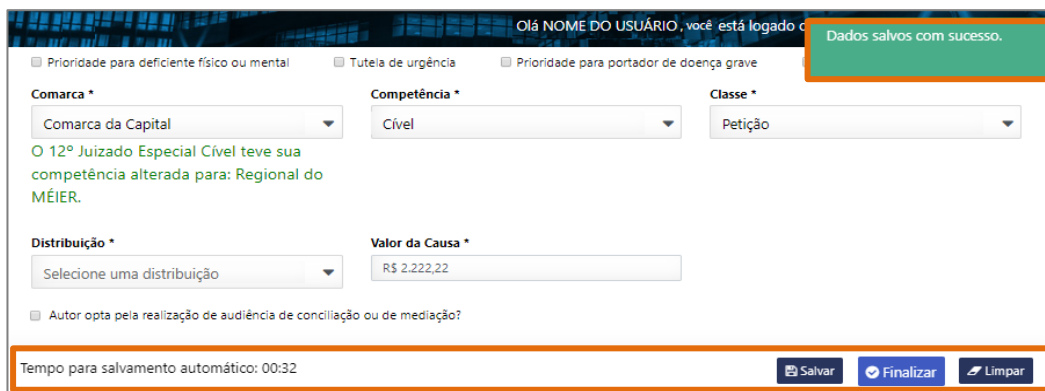 Olá NOME DO USUÁRIO, você está logado c
Dados salvos com sucesso.
Prioridade para deficiente físico ou mental
Tutela de urgência
Prioridade para portador de doença grave
Comarca *
Competência *
Classe *
Comarca da Capital
Cível
Petição
O 12º Juizado Especial Cível teve sua
competência alterada para: Regional do
MÉIER.
Distribuição *
Valor da Causa *
Selecione uma distribuição
R$ 2.222,22
Autor opta pela realização de audiência de conciliação ou de mediação?
Tempo para salvamento automático: 00:32
Salvar
Finalizar
Limpar